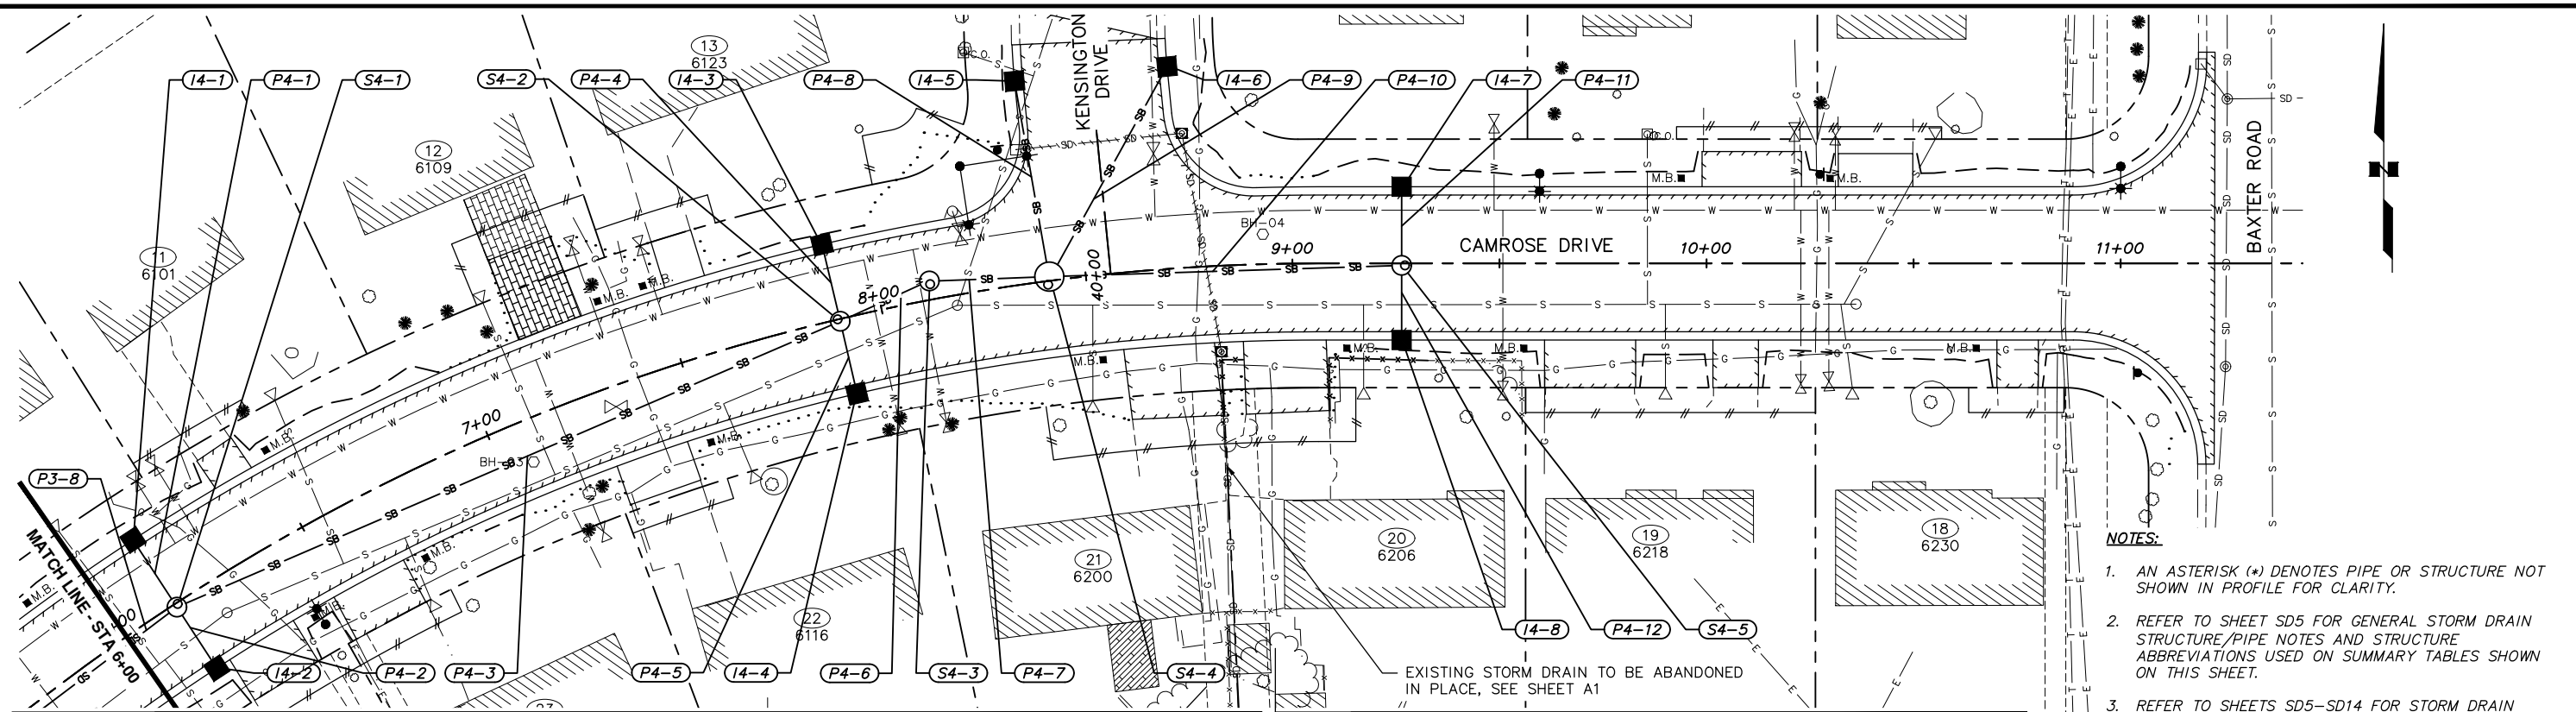 I4-1
P4-1
S4-1
S4-2
P4-4
I4-3
P4-8
I4-5
KENSINGTON
DRIVE
I4-6
P4-9
P4-10
I4-7
P4-11
13
6123
12
6109
11
6101
C.O.
C.O.
M.B.
M.B.
M.B.
M.B.
M.B.
M.B.
M.B.
M.B.
M.B.
M.B.
M.B.
M.B.
BH-04
9+00
CAMROSE DRIVE
10+00
11+00
BAXTER ROAD
SD
N
40+00
8+00
7+00
BH-03
P3-8
MATCH LINE - STA 6+00
21
6200
20
6206
19
6218
18
6230
22
6116
23
I4-2
P4-2
P4-3
P4-5
I4-4
P4-6
S4-3
P4-7
S4-4
I4-8
P4-12
S4-5
EXISTING STORM DRAIN TO BE ABANDONED
IN PLACE, SEE SHEET A1
NOTES:
1. AN ASTERISK (*) DENOTES PIPE OR STRUCTURE NOT
SHOWN IN PROFILE FOR CLARITY.
2. REFER TO SHEET SD5 FOR GENERAL STORM DRAIN
STRUCTURE/PIPE NOTES AND STRUCTURE
ABBREVIATIONS USED ON SUMMARY TABLES SHOWN
ON THIS SHEET.
3. REFER TO SHEETS SD5-SD14 FOR STORM DRAIN